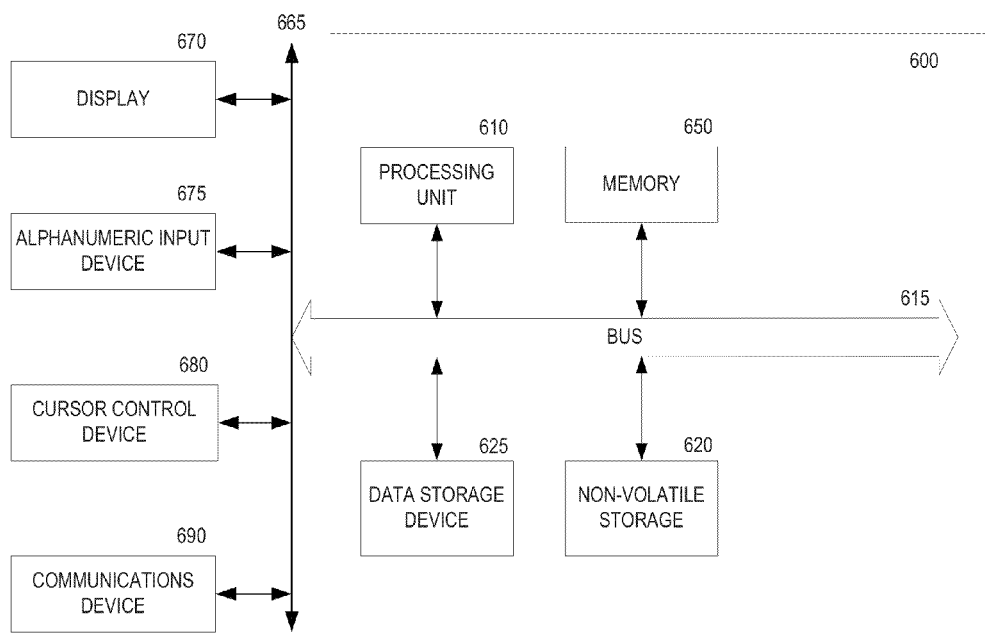 665
670
600
DISPLAY
610
650
PROCESSING
UNIT
MEMORY
675
ALPHANUMERIC INPUT
DEVICE
615
BUS
680
CURSOR CONTROL
DEVICE
625
620
DATA STORAGE
DEVICE
NON-VOLATILE
STORAGE
690
COMMUNICATIONS
DEVICE